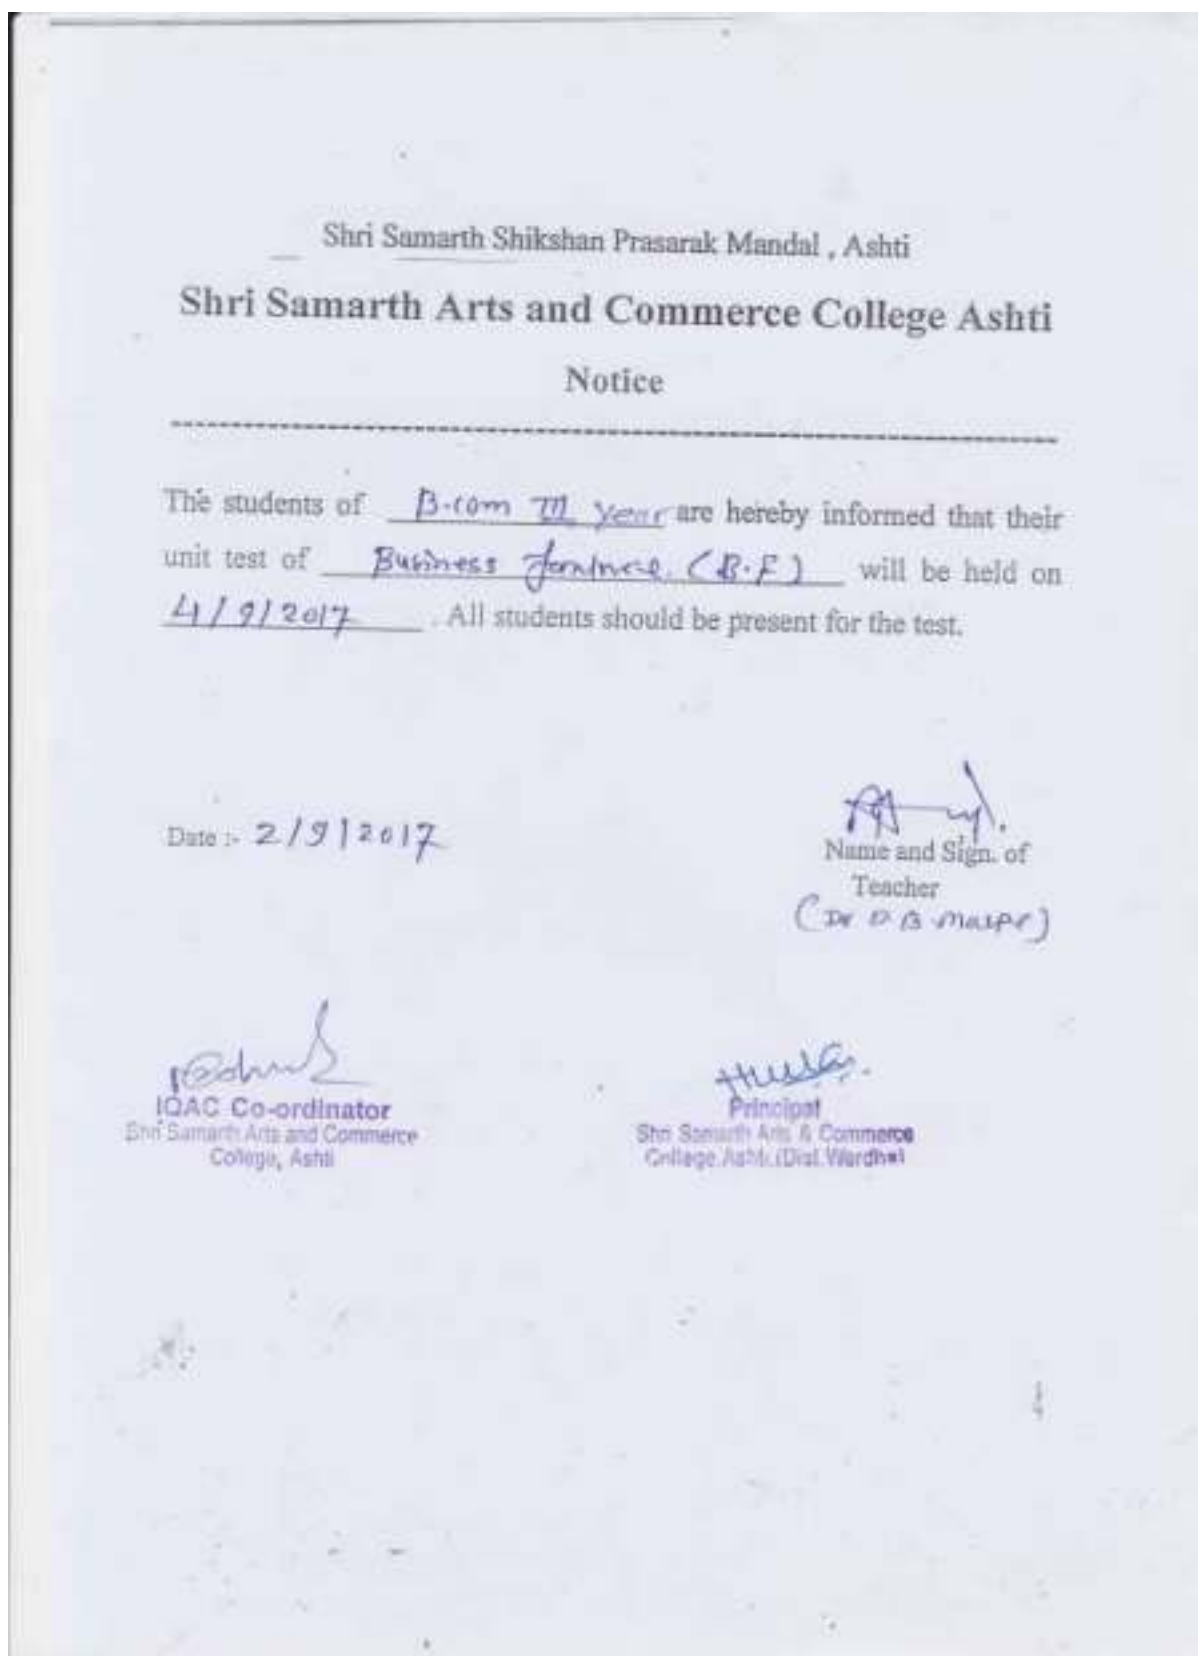 Shri Samarth Shikshan Prasarak Mandal , Ashti
Shri Samarth Arts and Commerce College Ashti
Notice
The students of B.com III year are hereby informed that their
unit test of Business (B.F) will be held on
4/9/2017 . All students should be present for the test.
Date :- 2/9/2017
Name and Sign. of
Teacher
(Dr D. B.
IQAC Co-ordinator
Shri Samarth Arts and Commerce
College, Ashti
Principal
Shri Samarth Arts & Commerce
College,Ashti.(Dist.Wardha)